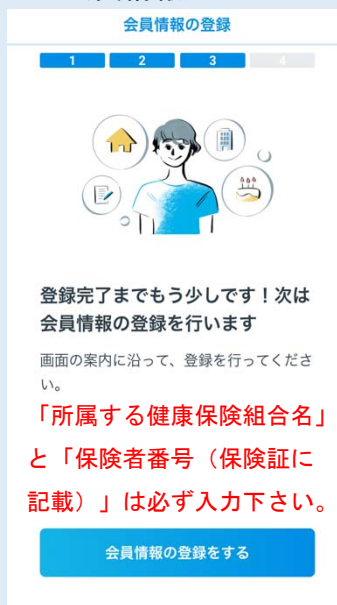 会員情報の登録
1 2 3 4
登録完了までもう少しです！次は
会員情報の登録を行います
画面の案内に沿って、登録を行ってくださ
い。
「所属する健康保険組合名」
と「保険者番号（保険証に
記載）」は必ず入力下さい。
会員情報の登録をする